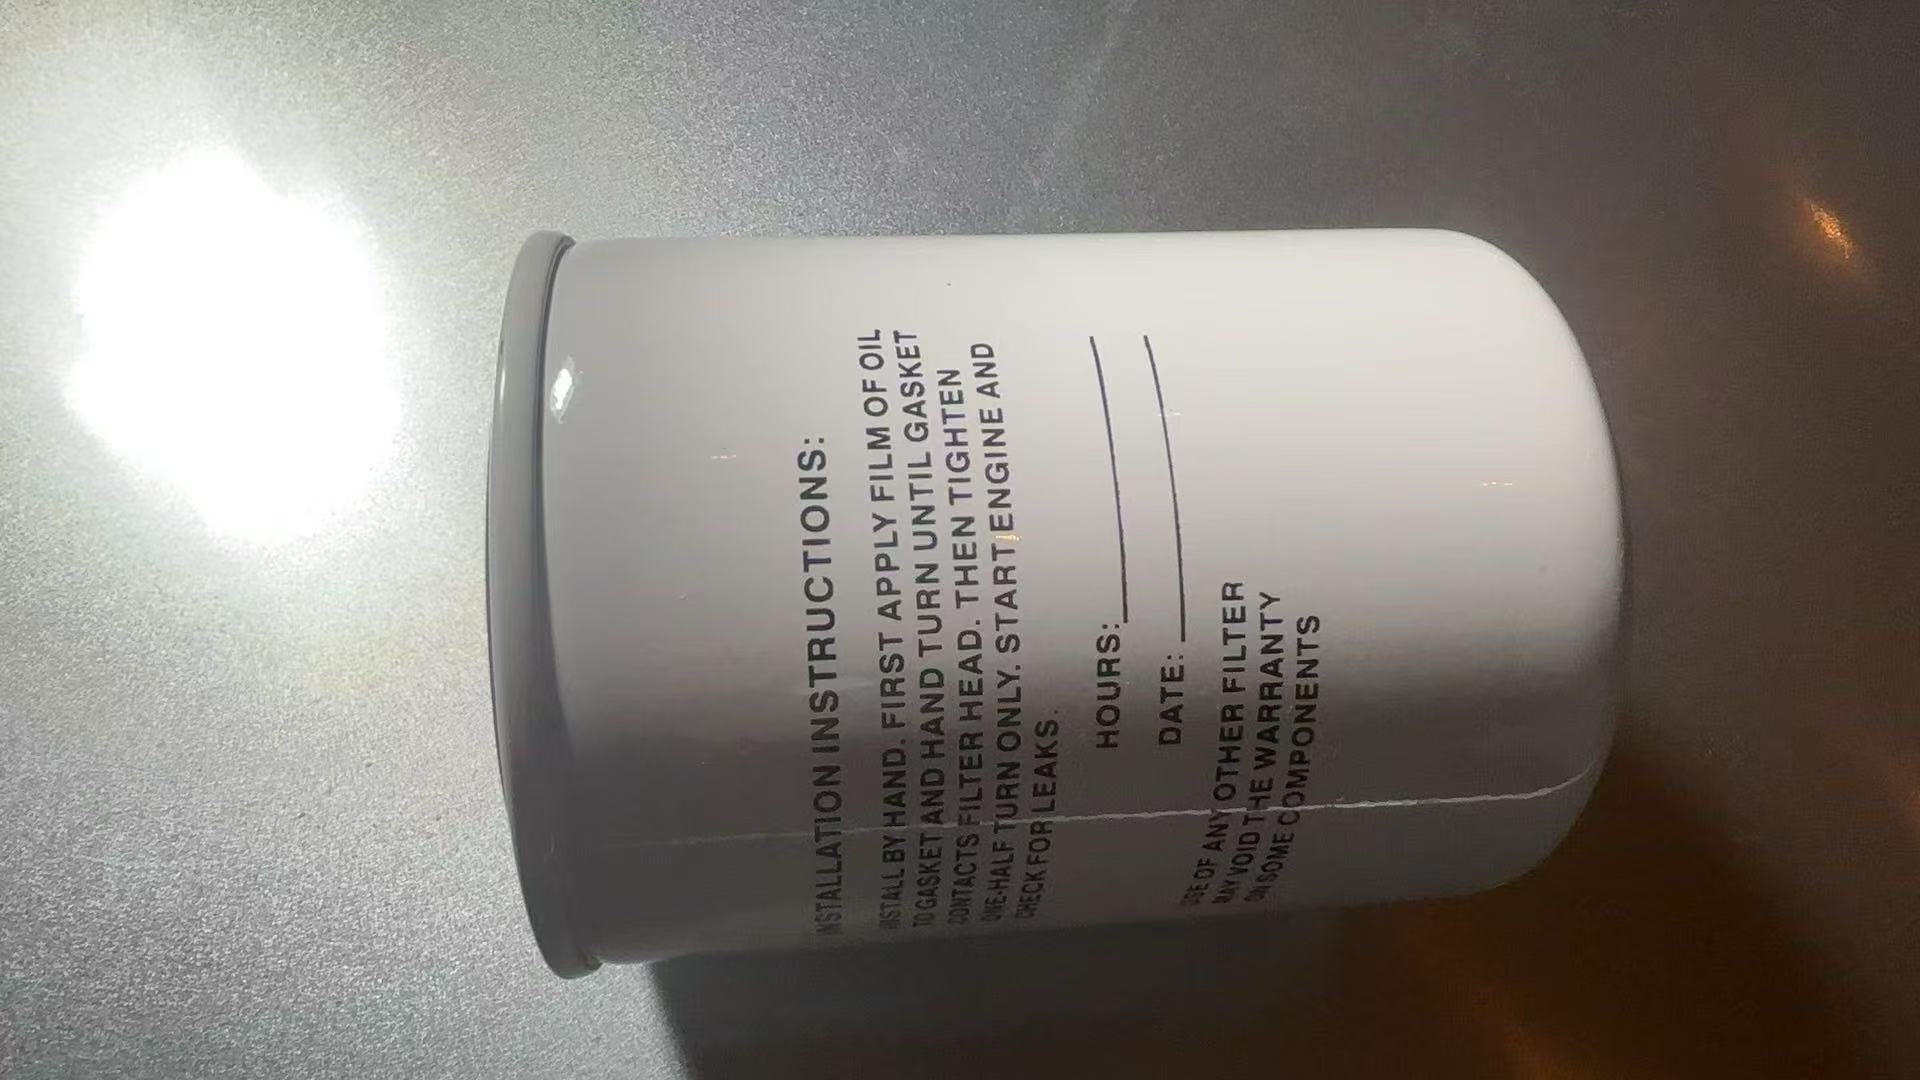 INSTALLATION INSTRUCTIONS:
INSTALL BY HAND. FIRST APPLY FILM OF OIL
TO GASKET AND HAND TURN UNTIL GASKET
CONTACTS FILTER HEAD. THEN TIGHTEN
ONE-HALF TURN ONLY. START ENGINE AND
CHECK FOR LEAKS.
HOURS:
DATE:
USE OF ANY OTHER FILTER
MAY VOID THE WARRANTY
ON SOME COMPONENTS